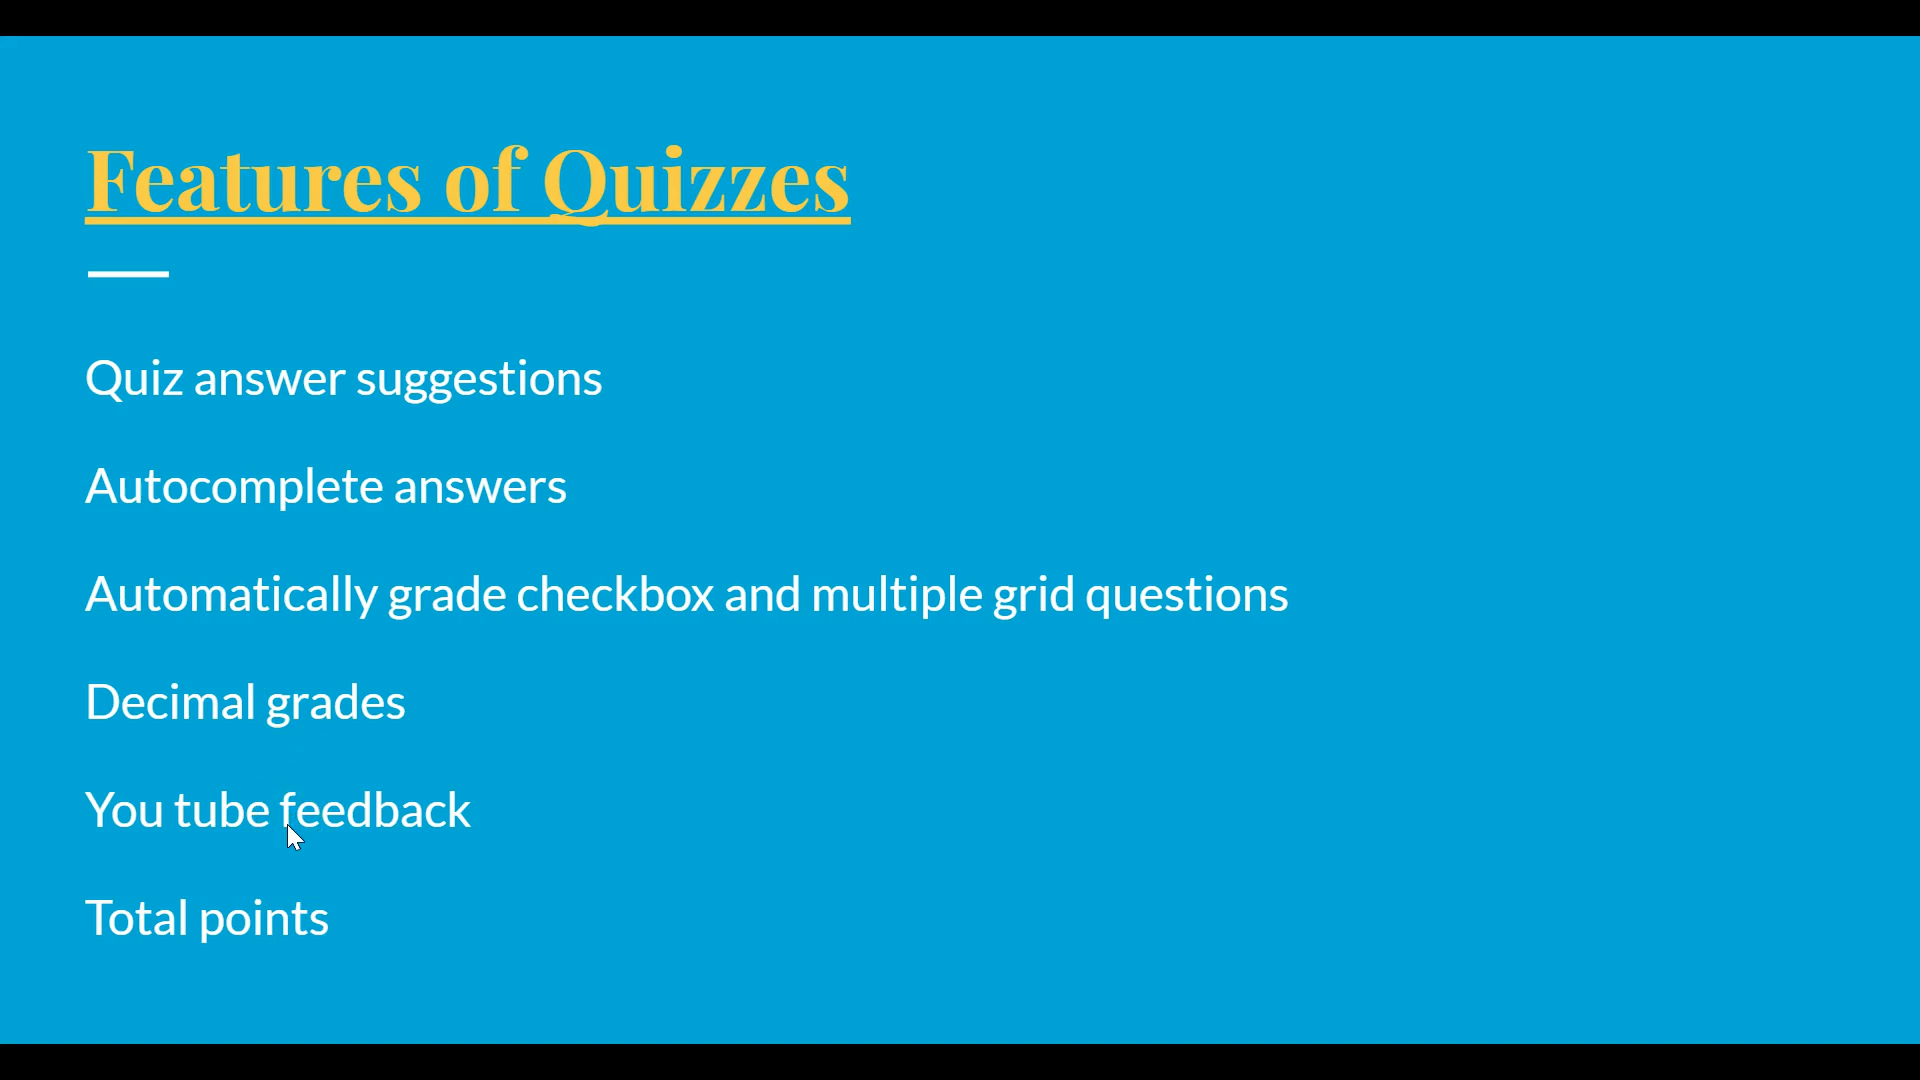 Features of Quizzes
Quiz answer suggestions
Autocomplete answers
Automatically grade checkbox and multiple grid questions
Decimal grades
You tube feedback
Total points